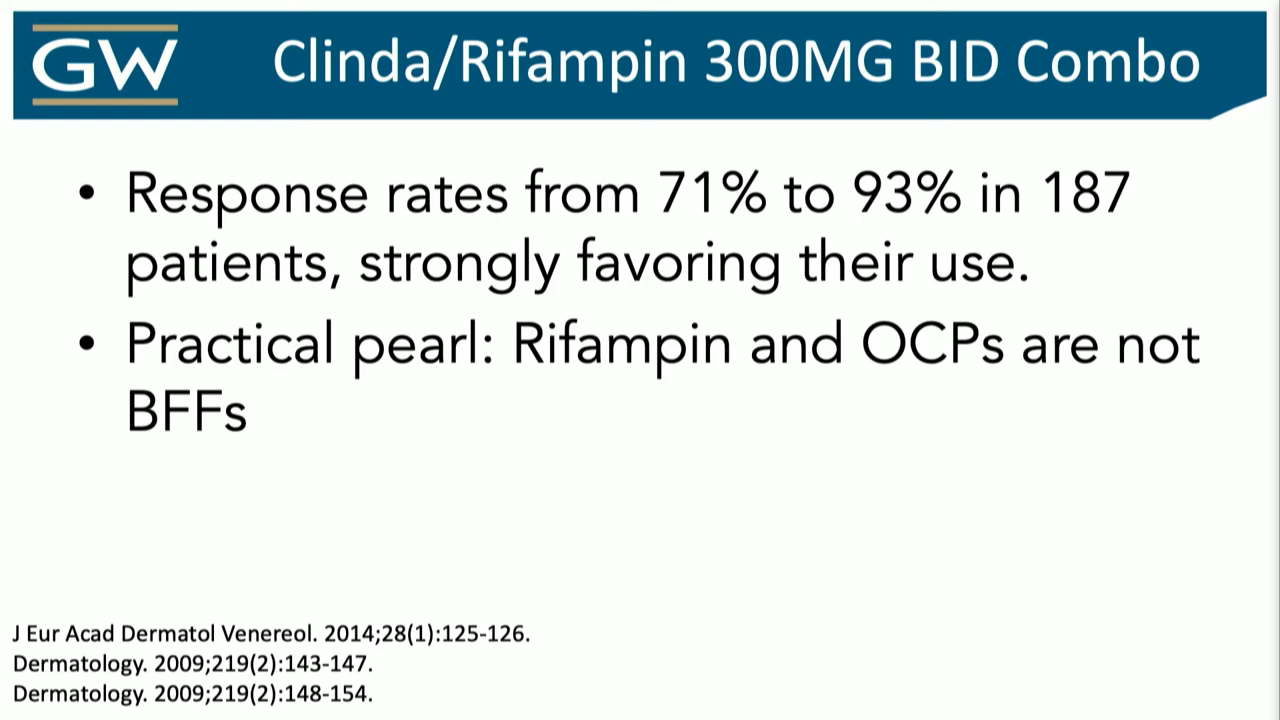 GW
Clinda/Rifampin 300MG BID Combo
• Response rates from 71% to 93% in 187
patients, strongly favoring their use.
• Practical pearl: Rifampin and OCPs are not
BFFs
J Eur Acad Dermatol Venereol. 2014;28(1):125-126.
Dermatology. 2009;219(2):143-147.
Dermatology. 2009;219(2):148-154.